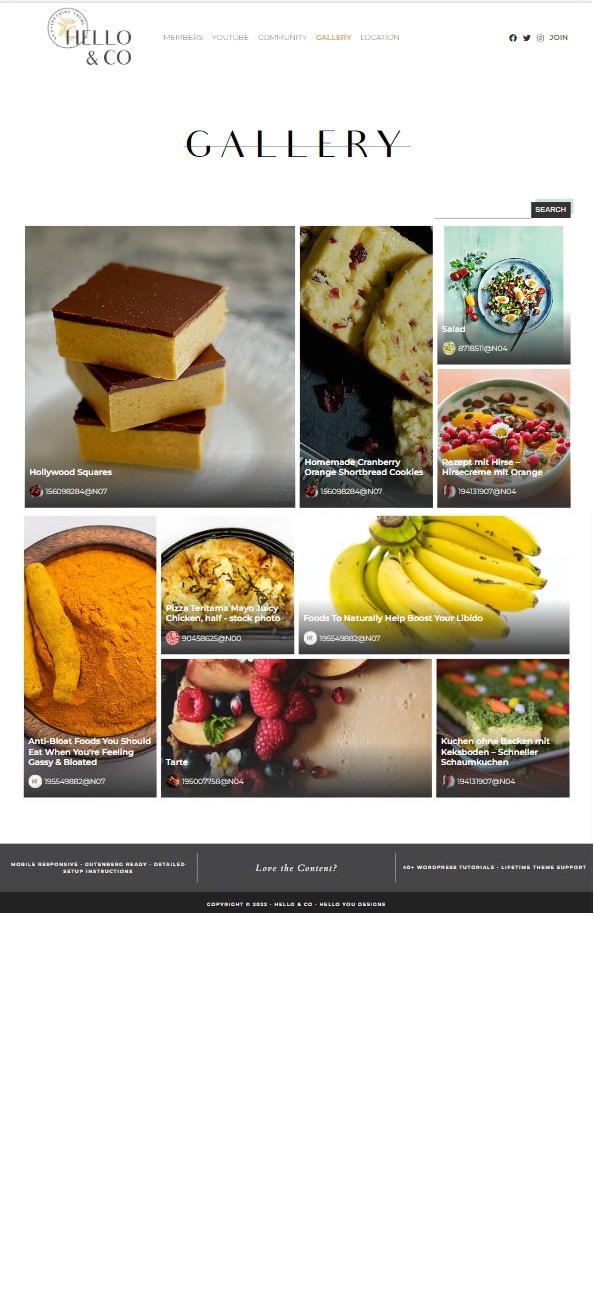 AN EVERYTHING THEME
HELLO
& CO
MEMBERS YOUTUBE COMMUNITY GALLERY LOCATION
JOIN
GALLERY
SEARCH
Hollywood Squares
156098284@N07
Homemade Cranberry
Orange Shortbread Cookies
156098284@N07
Salad
8718511@N04
Rezept mit Hirse –
Hirsecreme mit Orange
194131907@N04
Anti-Bloat Foods You Should
Eat When You're Feeling
Gassy & Bloated
195549882@N07
Pizza Teritama Mayo Juicy
Chicken, half - stock photo
90458625@N00
Foods To Naturally Help Boost Your Libido
195549882@N07
Tarte
195007758@N04
Kuchen ohne Backen mit
Keksboden – Schneller
Schaumkuchen
194131907@N04
MOBILE RESPONSIVE · GUTENBERG READY · DETAILED
SETUP INSTRUCTIONS
Love the Content?
40+ WORDPRESS TUTORIALS · LIFETIME THEME SUPPORT
COPYRIGHT © 2022 · HELLO & CO · HELLO YOU DESIGNS